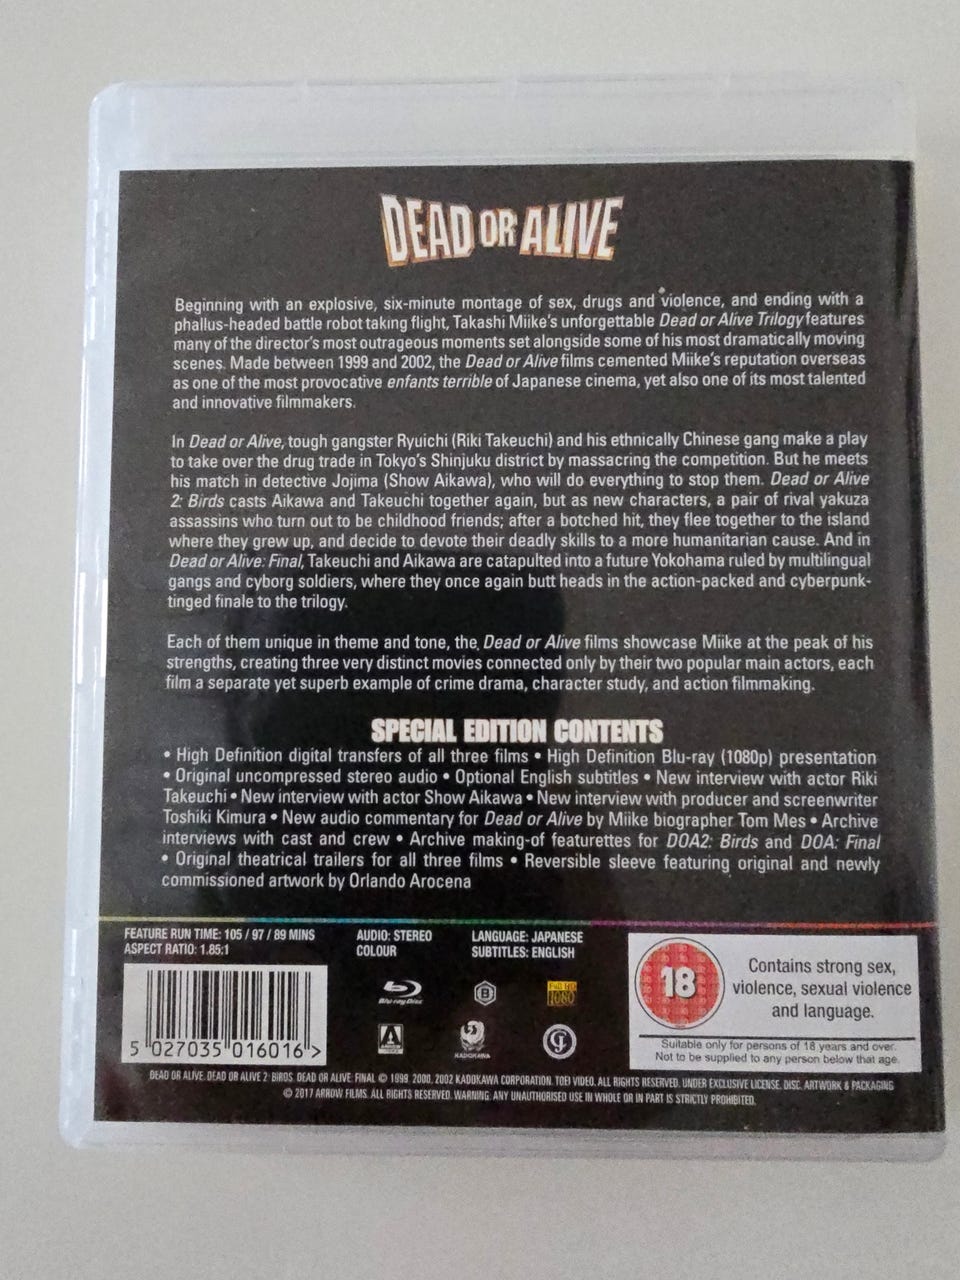 DEAD OR ALIVE
Beginning with an explosive, six-minute montage of sex, drugs and violence, and ending with a
phallus-headed battle robot taking flight, Takashi Miike's unforgettable Dead or Alive Trilogy features
many of the director's most outrageous moments set alongside some of his most dramatically moving
scenes. Made between 1999 and 2002, the Dead or Alive films cemented Miike's reputation overseas
as one of the most provocative enfants terrible of Japanese cinema, yet also one of its most talented
and innovative filmmakers.
In Dead or Alive, tough gangster Ryuichi (Riki Takeuchi) and his ethnically Chinese gang make a play
to take over the drug trade in Tokyo's Shinjuku district by massacring the competition. But he meets
his match in detective Jojima (Show Aikawa), who will do everything to stop them. Dead or Alive
2: Birds casts Aikawa and Takeuchi together again, but as new characters, a pair of rival yakuza
assassins who turn out to be childhood friends; after a botched hit, they flee together to the island
where they grew up, and decide to devote their deadly skills to a more humanitarian cause. And in
Dead or Alive: Final, Takeuchi and Aikawa are catapulted into a future Yokohama ruled by multilingual
gangs and cyborg soldiers, where they once again butt heads in the action-packed and cyberpunk-
tinged finale to the trilogy.
Each of them unique in theme and tone, the Dead or Alive films showcase Miike at the peak of his
strengths, creating three very distinct movies connected only by their two popular main actors, each
film a separate yet superb example of crime drama, character study, and action filmmaking.
SPECIAL EDITION CONTENTS
• High Definition digital transfers of all three films • High Definition Blu-ray (1080p) presentation
• Original uncompressed stereo audio • Optional English subtitles • New interview with actor Riki
Takeuchi • New interview with actor Show Aikawa • New interview with producer and screenwriter
Toshiki Kimura • New audio commentary for Dead or Alive by Miike biographer Tom Mes • Archive
interviews with cast and crew • Archive making-of featurettes for DOA2: Birds and DOA: Final
• Original theatrical trailers for all three films • Reversible sleeve featuring original and newly
commissioned artwork by Orlando Arocena
FEATURE RUN TIME: 105 / 97 / 89 MINS
ASPECT RATIO: 1.85:1
AUDIO: STEREO
COLOUR
LANGUAGE: JAPANESE
SUBTITLES: ENGLISH
Blu-ray Disc
B
Full HD
1080
KADOKAWA
18
Contains strong sex,
violence, sexual violence
and language.
Suitable only for persons of 18 years and over.
Not to be supplied to any person below that age.
5 027035 016016 >
DEAD OR ALIVE. DEAD OR ALIVE 2: BIRDS. DEAD OR ALIVE: FINAL © 1999, 2000, 2002 KADOKAWA CORPORATION. TOEI VIDEO. ALL RIGHTS RESERVED. UNDER EXCLUSIVE LICENSE. DISC, ARTWORK & PACKAGING
© 2017 ARROW FILMS. ALL RIGHTS RESERVED. WARNING: ANY UNAUTHORISED USE IN WHOLE OR IN PART IS STRICTLY PROHIBITED.